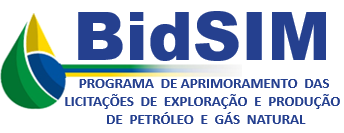 BidSIM
PROGRAMA DE APRIMORAMENTO DAS
LICITAÇÕES DE EXPLORAÇÃO E PRODUÇÃO
DE PETRÓLEO E GÁS NATURAL